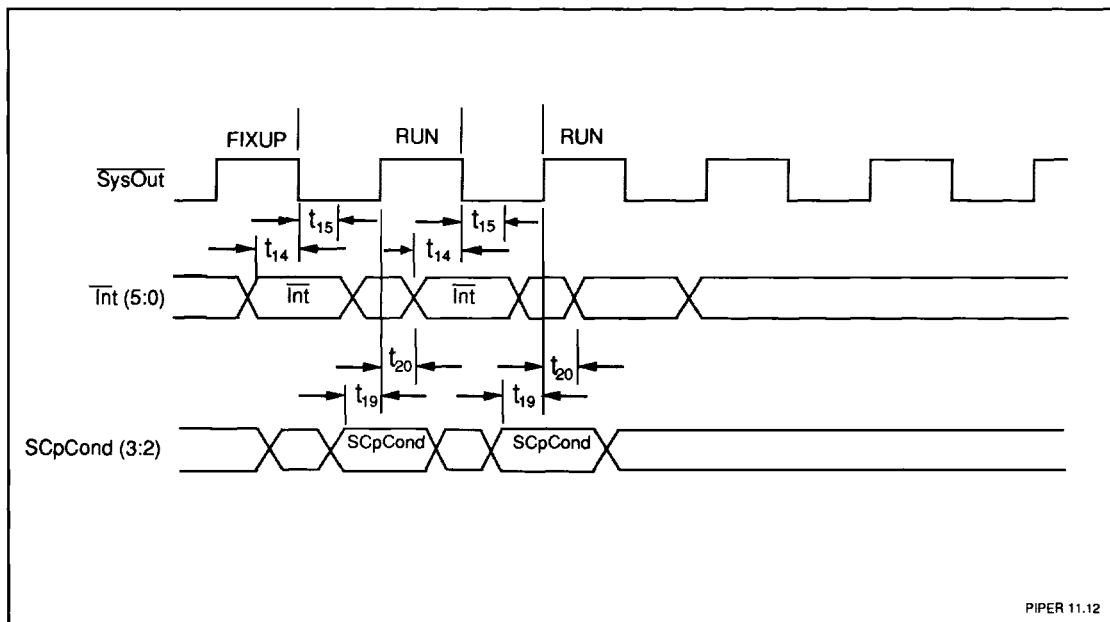 FIXUP
RUN
RUN
SysOut
t15
t15
t14
t14
Int (5:0)
Int
Int
t20
t20
t19
t19
SCpCond (3:2)
SCpCond
SCpCond
PIPER 11.12